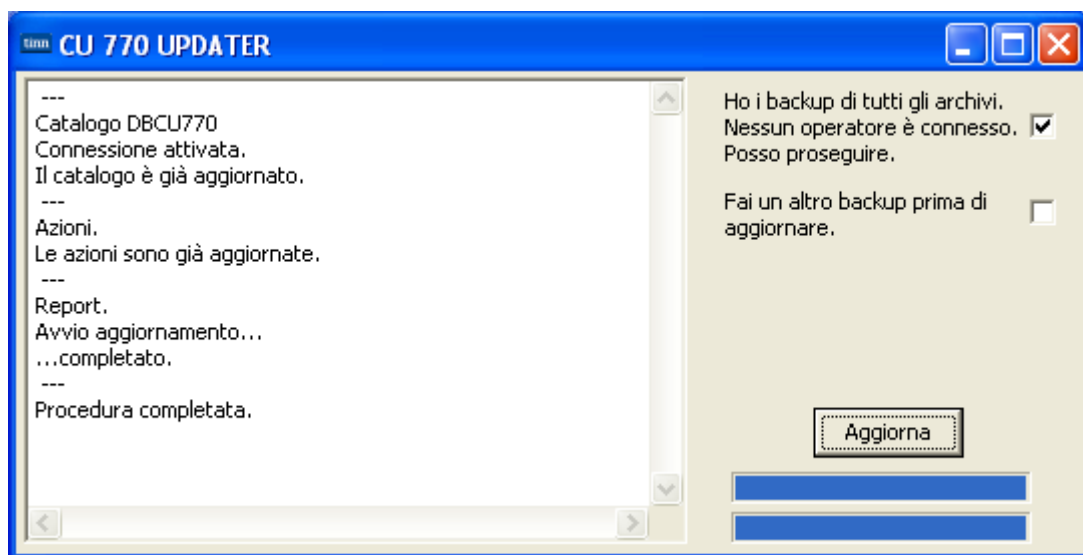 tinn CU 770 UPDATER
---
Catalogo DBCU770
Connessione attivata.
Il catalogo è già aggiornato.
---
Azioni.
Le azioni sono già aggiornate.
---
Report.
Avvio aggiornamento...
...completato.
---
Procedura completata.
Ho i backup di tutti gli archivi.
Nessun operatore è connesso.
Posso proseguire.
Fai un altro backup prima di
aggiornare.
Aggiorna